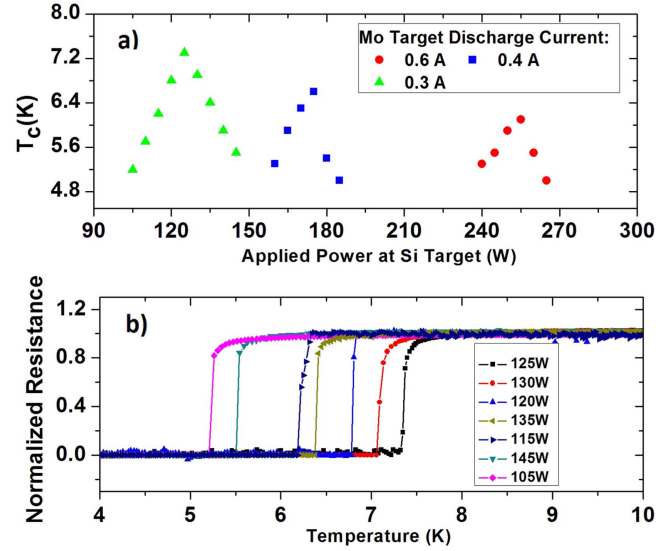 a)
Mo Target Discharge Current:
0.6 A 0.4 A
0.3 A
8.0
7.2
6.4
5.6
4.8
T_C(K)
90 120 150 180 210 240 270 300
Applied Power at Si Target (W)
b)
1.2
0.8
0.4
0.0
Normalized Resistance
125W
130W
120W
135W
115W
145W
105W
4 5 6 7 8 9 10
Temperature (K)